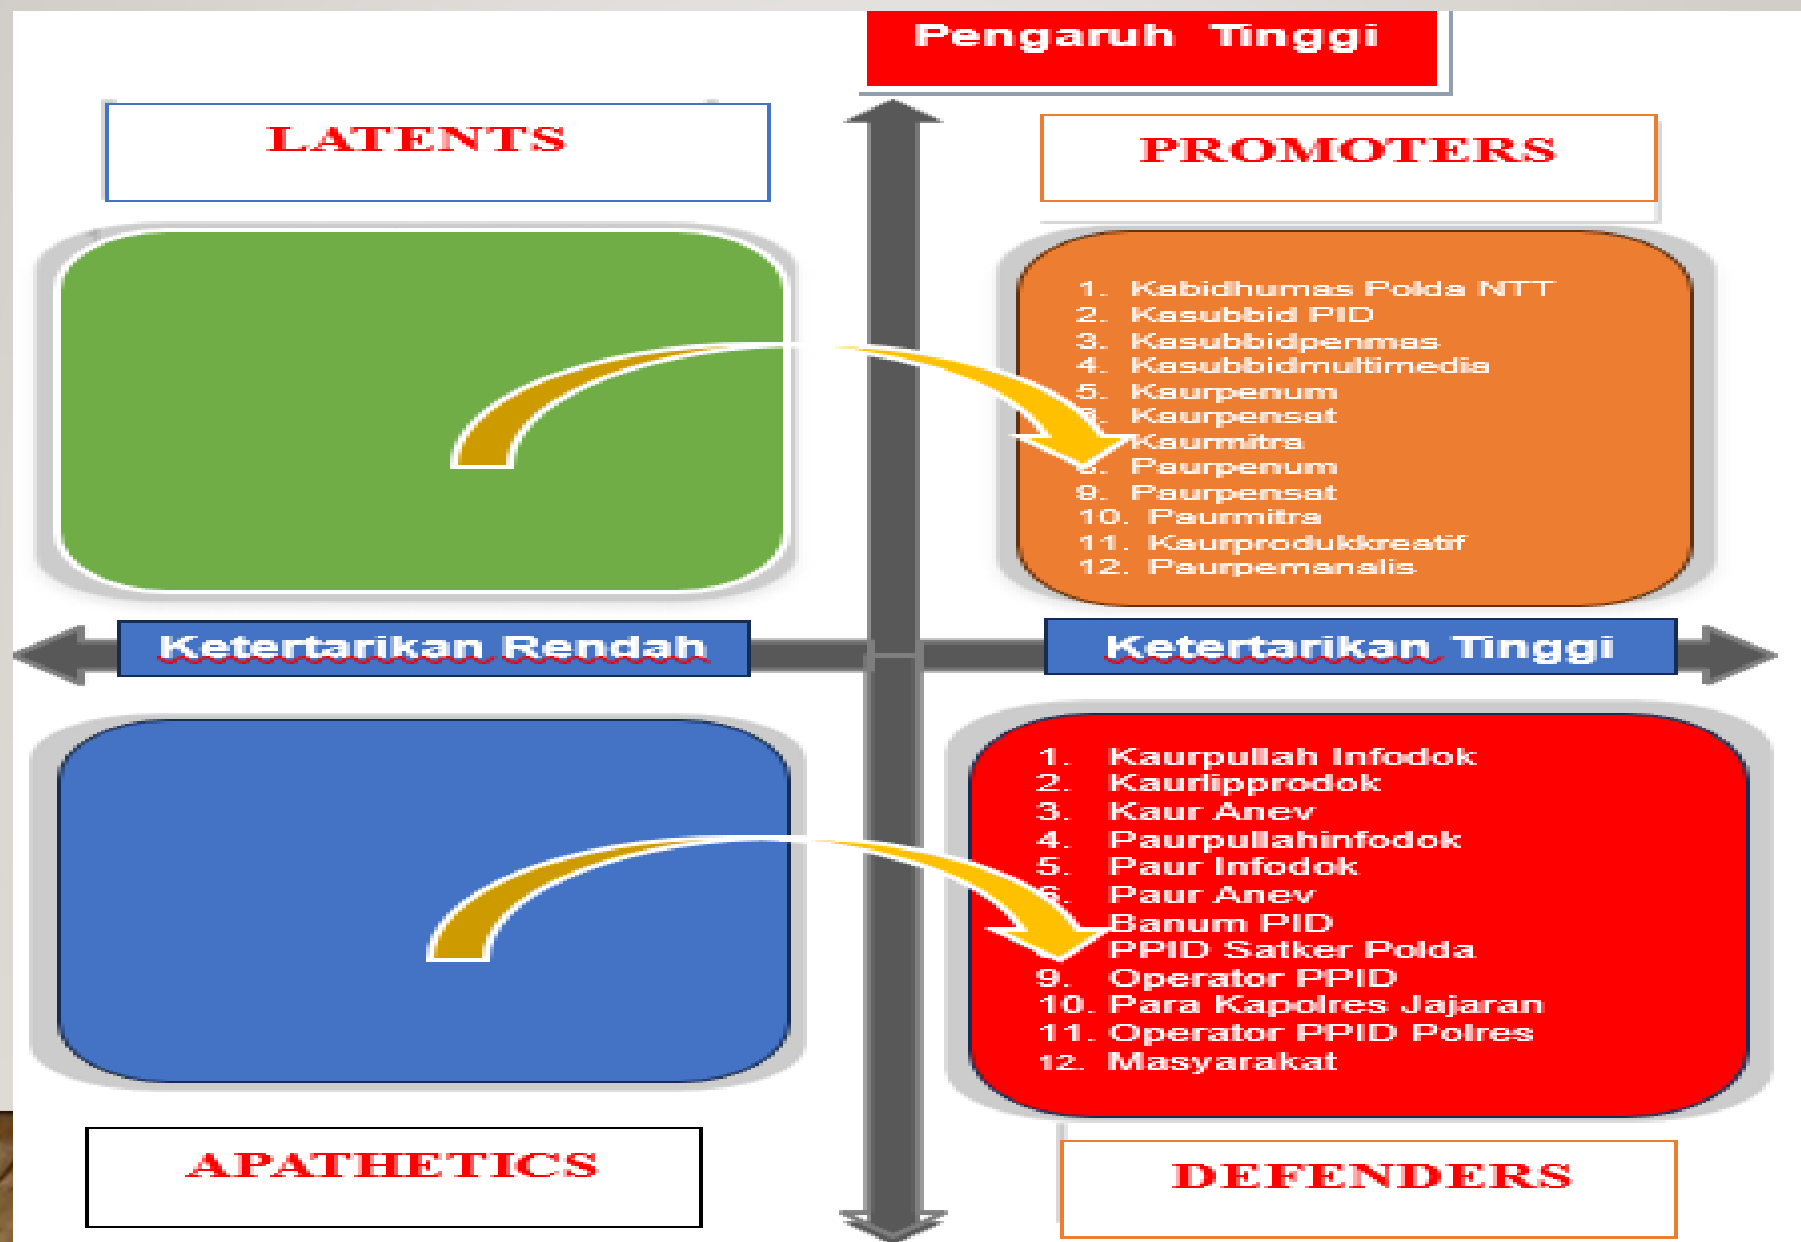 Pengaruh Tinggi
LATENTS
PROMOTERS
1. Kabidhumas Polda NTT
2. Kasubbid PID
3. Kasubbidpenmas
4. Kasubbidmultimedia
5. Kaurpenum
Kaurpensat
Kaurmitra
8. Paurpenum
9. Paurpensat
10. Paurmitra
11. Kaurprodukkreatif
12. Paurpemanalis
Ketertarikan Rendah
Ketertarikan Tinggi
1. Kaurpullah Infodok
2. Kaurlipprodok
3. Kaur Anev
4. Paurpullahinfodok
5. Paur Infodok
6. Paur Anev
Banum PID
PPID Satker Polda
9. Operator PPID
10. Para Kapolres Jajaran
11. Operator PPID Polres
12. Masyarakat
APATHETICS
DEFENDERS